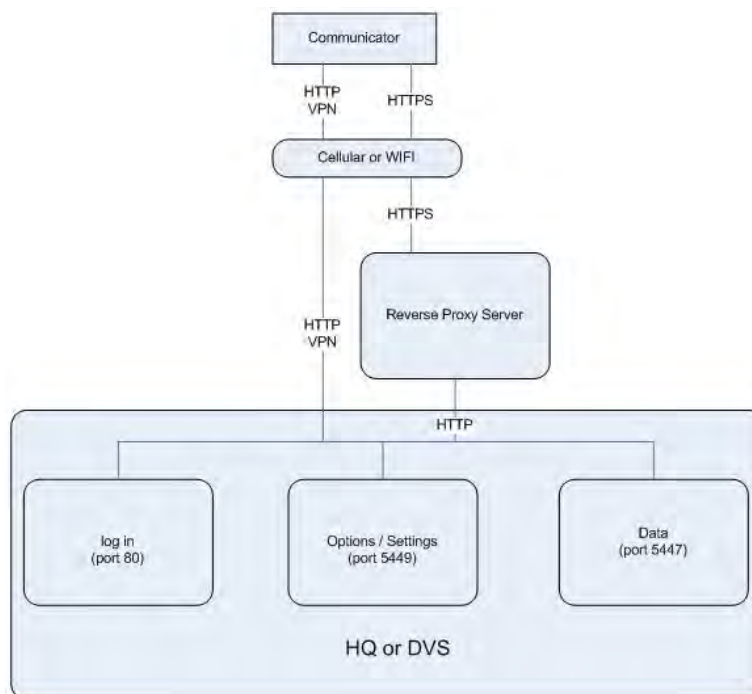 Communicator
HTTP
VPN
HTTPS
Cellular or WIFI
HTTPS
Reverse Proxy Server
HTTP
VPN
HTTP
log in
(port 80)
Options / Settings
(port 5449)
Data
(port 5447)
HQ or DVS